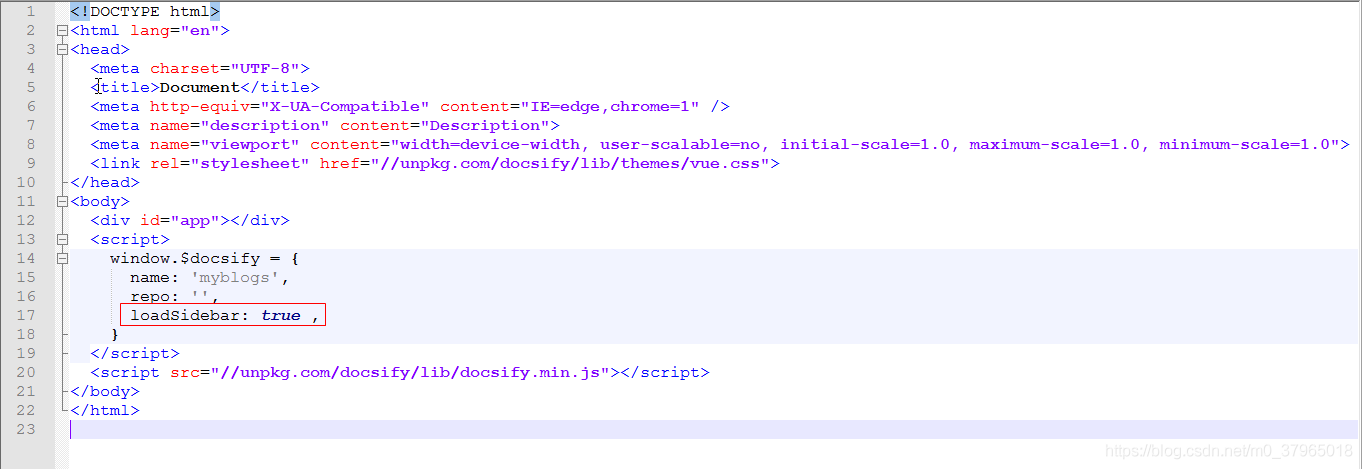 1 <!DOCTYPE html>
2 <html lang="en">
3 <head>
4   <meta charset="UTF-8">
5   <title>Document</title>
6   <meta http-equiv="X-UA-Compatible" content="IE=edge,chrome=1" />
7   <meta name="description" content="Description">
8   <meta name="viewport" content="width=device-width, user-scalable=no, initial-scale=1.0, maximum-scale=1.0, minimum-scale=1.0">
9   <link rel="stylesheet" href="//unpkg.com/docsify/lib/themes/vue.css">
10 </head>
11 <body>
12   <div id="app"></div>
13   <script>
14     window.$docsify = {
15       name: 'myblogs',
16       repo: '',
17       loadSidebar: true ,
18     }
19   </script>
20   <script src="//unpkg.com/docsify/lib/docsify.min.js"></script>
21 </body>
22 </html>
23
https://blog.csdn.net/m0_37965018